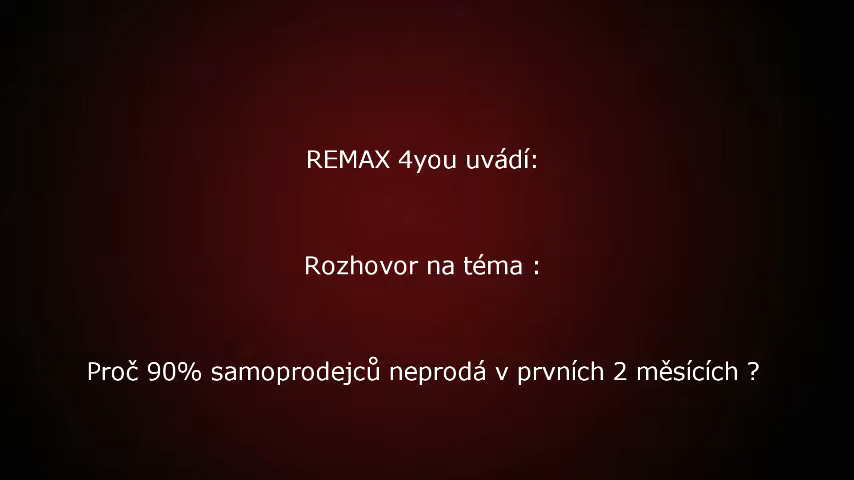 REMAX 4you uvádí:
Rozhovor na téma :
Proč 90% samoprodejců neprodá v prvních 2 měsících ?